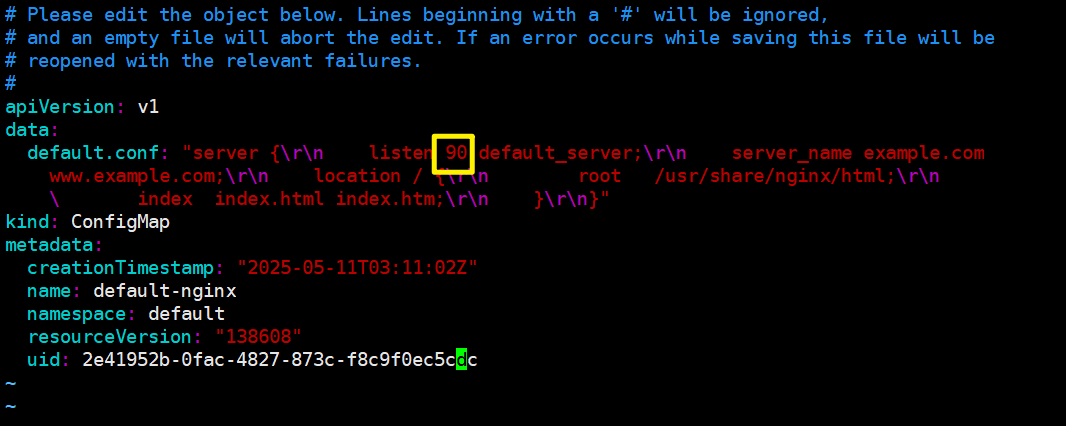 # Please edit the object below. Lines beginning with a '#' will be ignored,
# and an empty file will abort the edit. If an error occurs while saving this file will be
# reopened with the relevant failures.
#
apiVersion: v1
data:
  default.conf: "server {\r\n    listen 90 default_server;\r\n    server_name example.com
    www.example.com;\r\n    location / {\r\n        root   /usr/share/nginx/html;\r\n
    \       index  index.html index.htm;\r\n    }\r\n}"
kind: ConfigMap
metadata:
  creationTimestamp: "2025-05-11T03:11:02Z"
  name: default-nginx
  namespace: default
  resourceVersion: "138608"
  uid: 2e41952b-0fac-4827-873c-f8c9f0ec5cdc
~
~